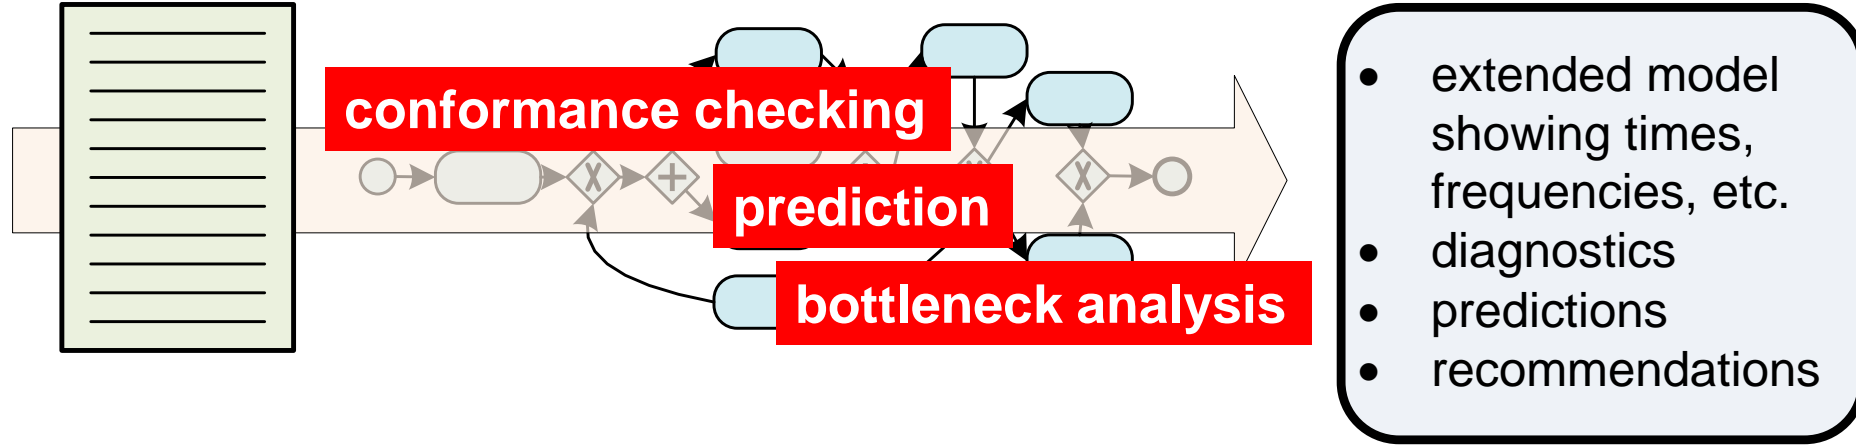 conformance checking
prediction
bottleneck analysis
• extended model
showing times,
frequencies, etc.
• diagnostics
• predictions
• recommendations